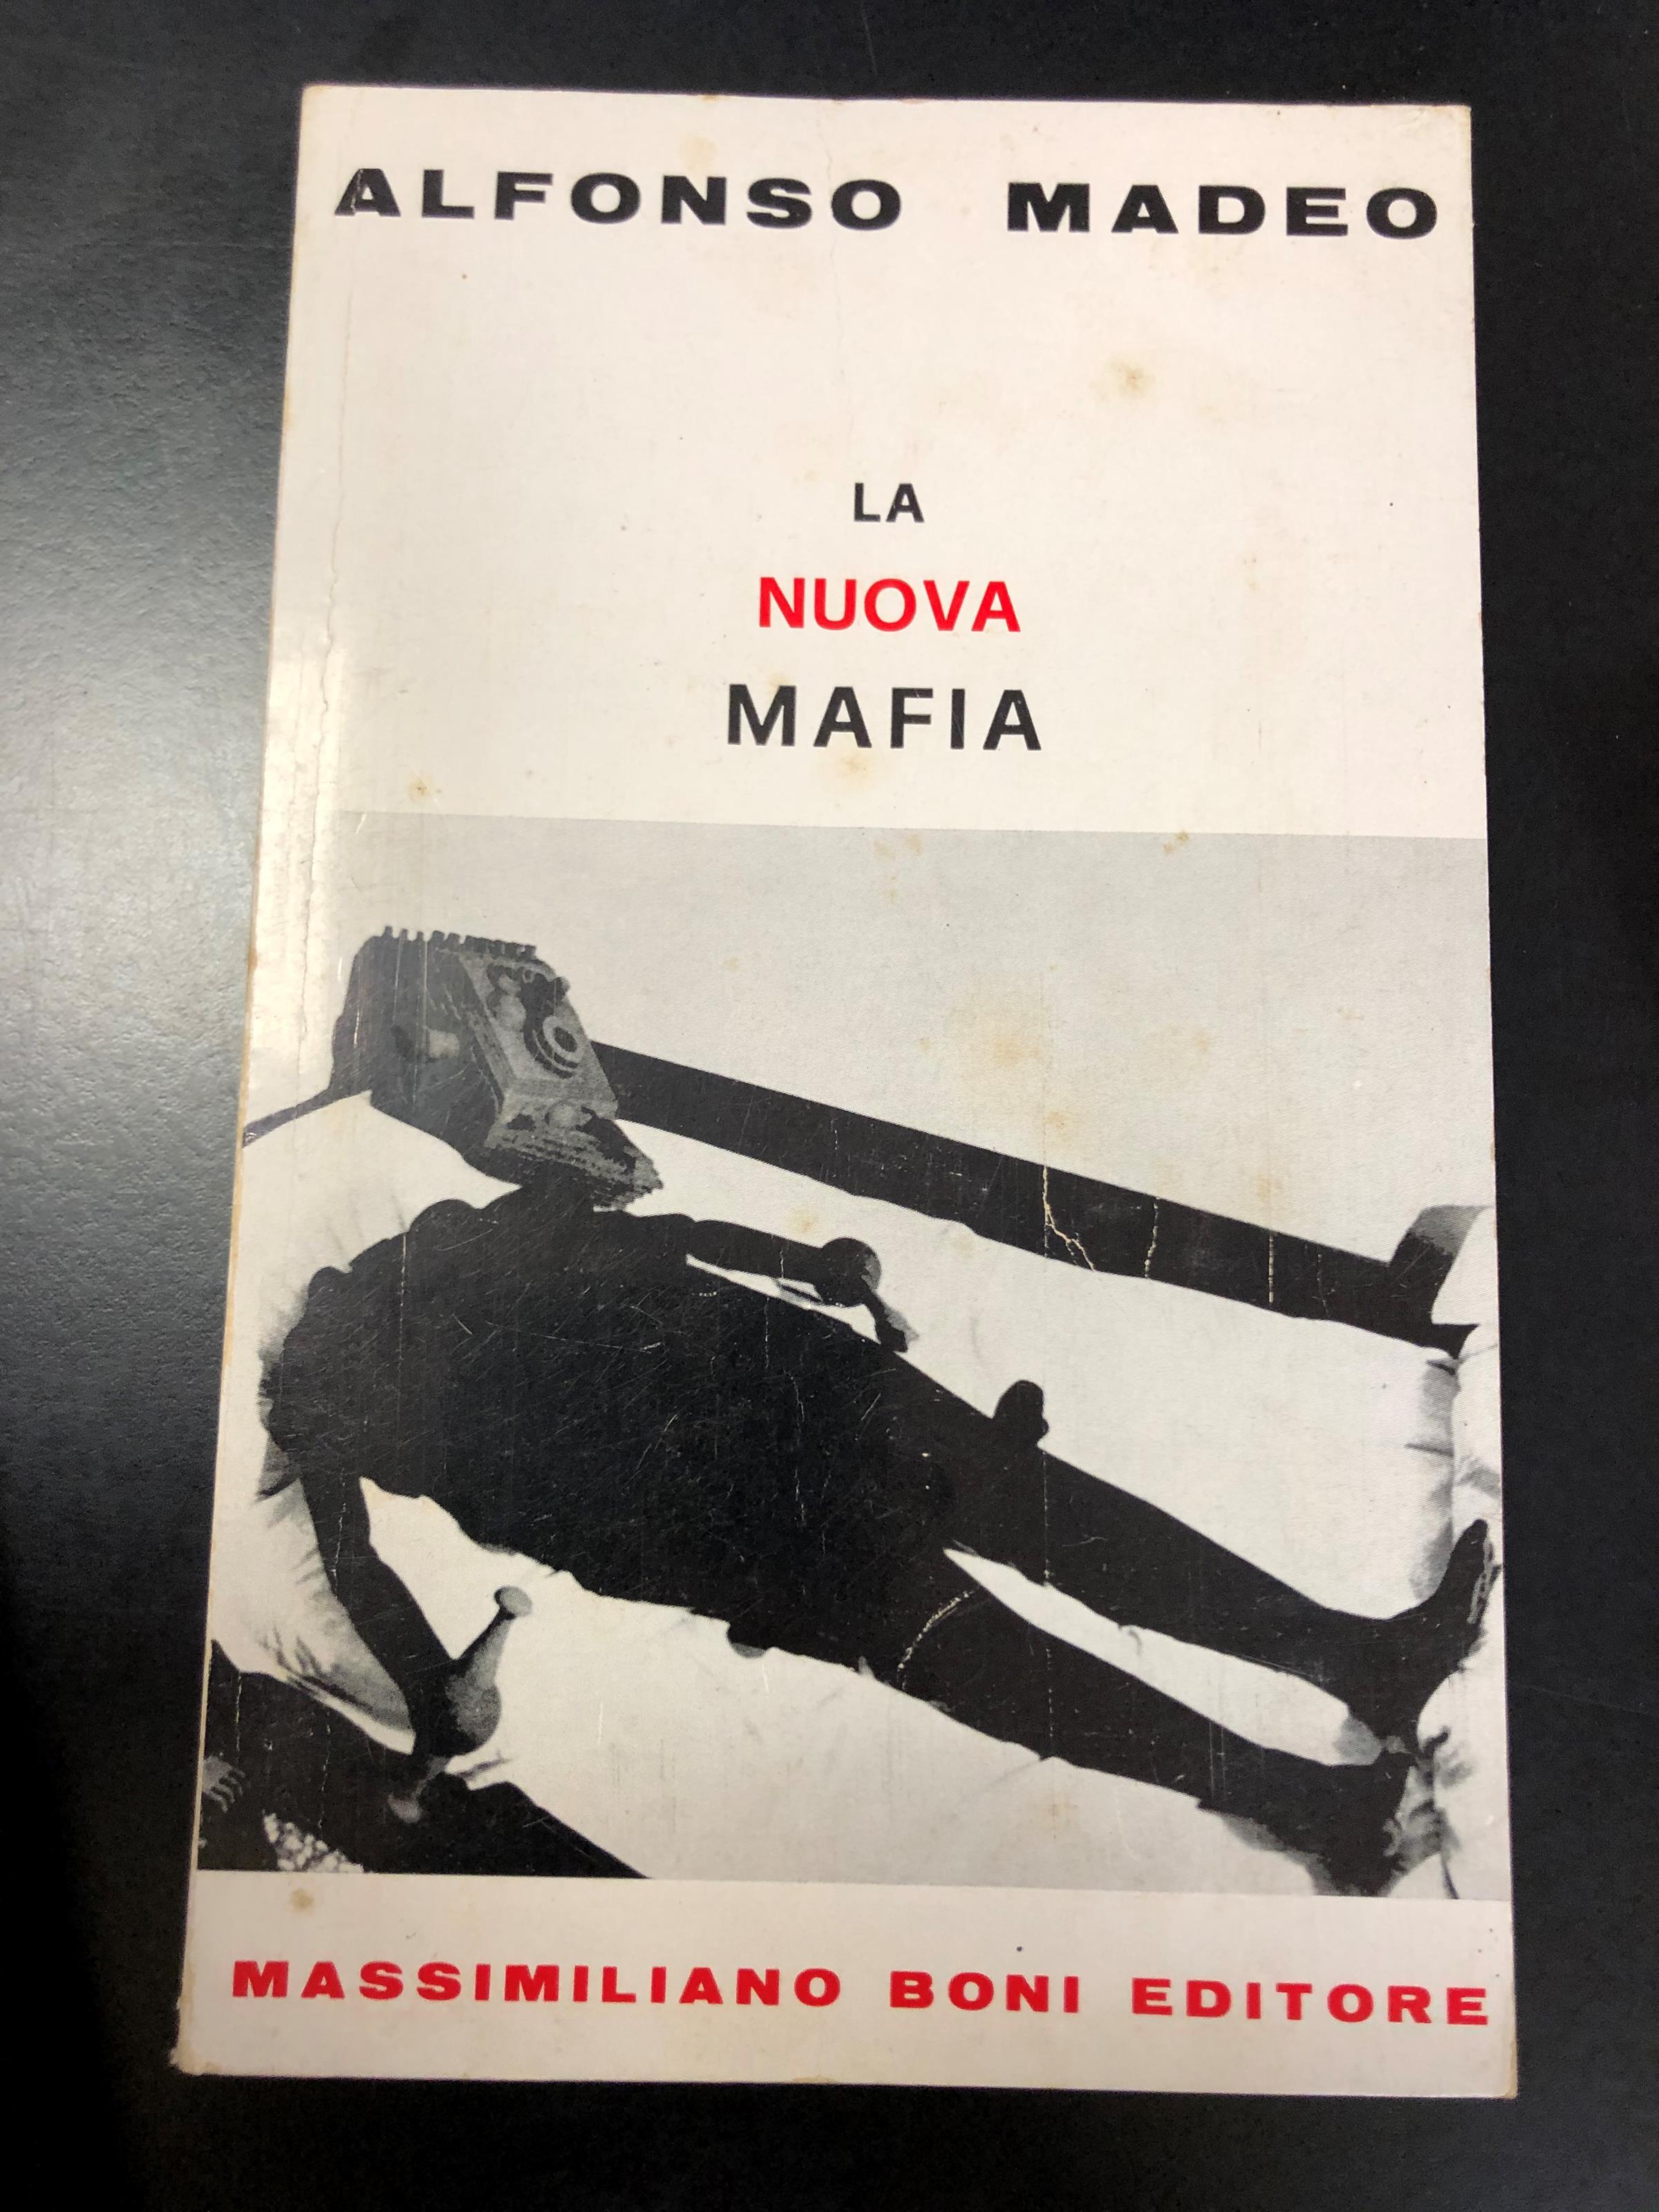 ALFONSO MADEO
LA
NUOVA
MAFIA
MASSIMILIANO BONI EDITORE